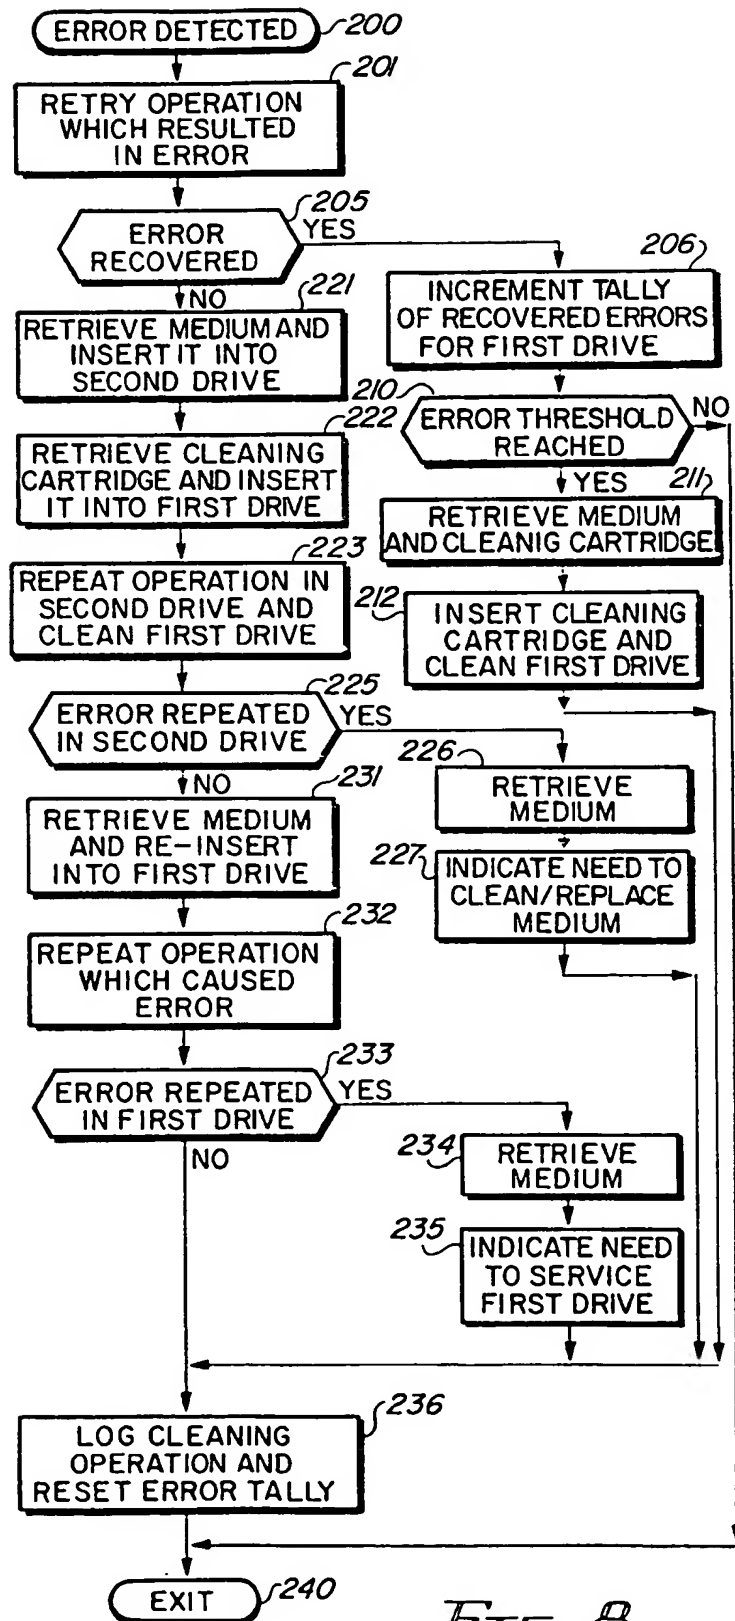 ERROR DETECTED
200
201
RETRY OPERATION
WHICH RESULTED
IN ERROR
205
ERROR
RECOVERED
YES
NO
206
INCREMENT TALLY
OF RECOVERED ERRORS
FOR FIRST DRIVE
210
ERROR THRESHOLD
REACHED
NO
YES
211
RETRIEVE MEDIUM
AND CLEANIG CARTRIDGE
212
INSERT CLEANING
CARTRIDGE AND
CLEAN FIRST DRIVE
221
RETRIEVE MEDIUM AND
INSERT IT INTO
SECOND DRIVE
222
RETRIEVE CLEANING
CARTRIDGE AND INSERT
IT INTO FIRST DRIVE
223
REPEAT OPERATION IN
SECOND DRIVE AND
CLEAN FIRST DRIVE
225
ERROR REPEATED
IN SECOND DRIVE
YES
NO
226
RETRIEVE
MEDIUM
227
INDICATE NEED TO
CLEAN/REPLACE
MEDIUM
231
RETRIEVE MEDIUM
AND RE-INSERT
INTO FIRST DRIVE
232
REPEAT OPERATION
WHICH CAUSED
ERROR
233
ERROR REPEATED
IN FIRST DRIVE
YES
NO
234
RETRIEVE
MEDIUM
235
INDICATE NEED
TO SERVICE
FIRST DRIVE
236
LOG CLEANING
OPERATION AND
RESET ERROR TALLY
EXIT
240